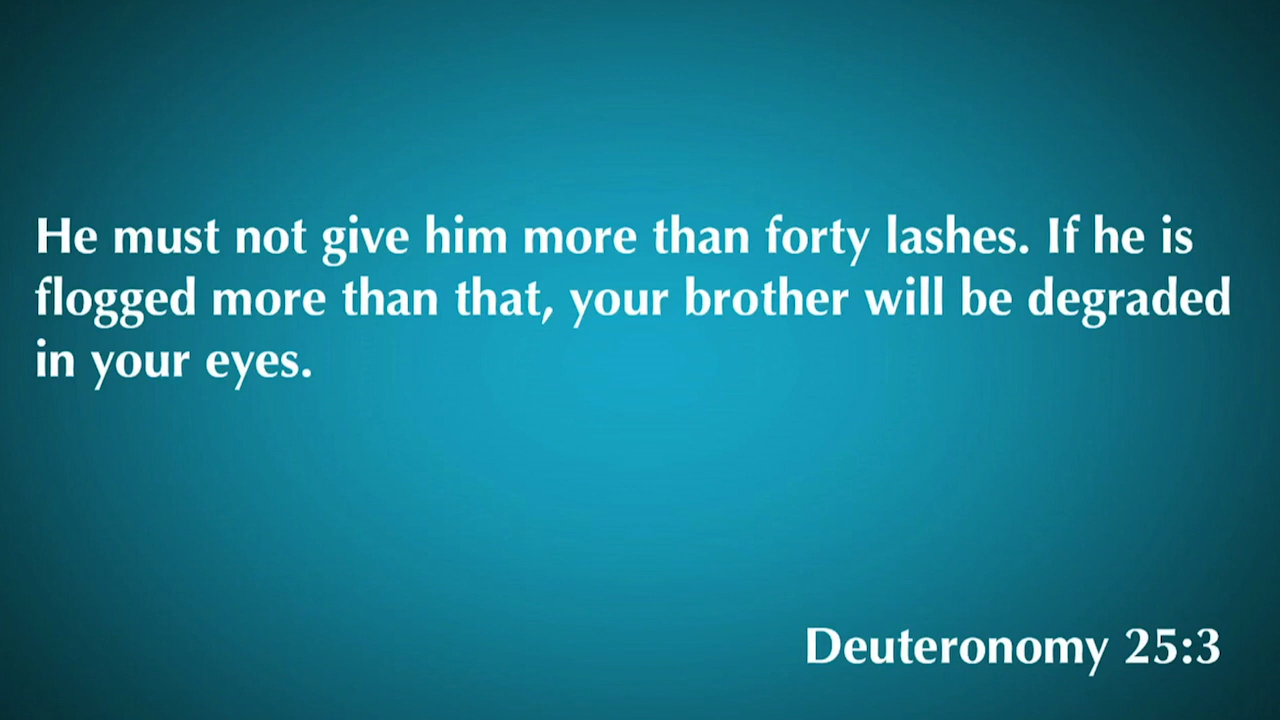 He must not give him more than forty lashes. If he is
flogged more than that, your brother will be degraded
in your eyes.
Deuteronomy 25:3